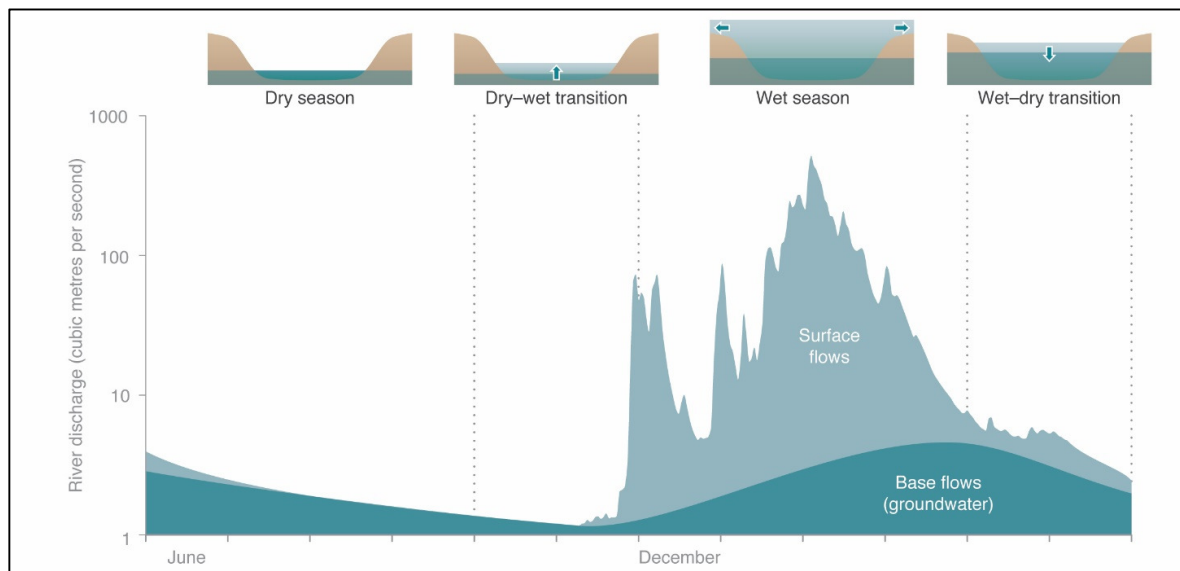 Dry season
Dry–wet transition
Wet season
Wet–dry transition
River discharge (cubic metres per second)
1000
100
10
1
Surface
flows
Base flows
(groundwater)
June
December